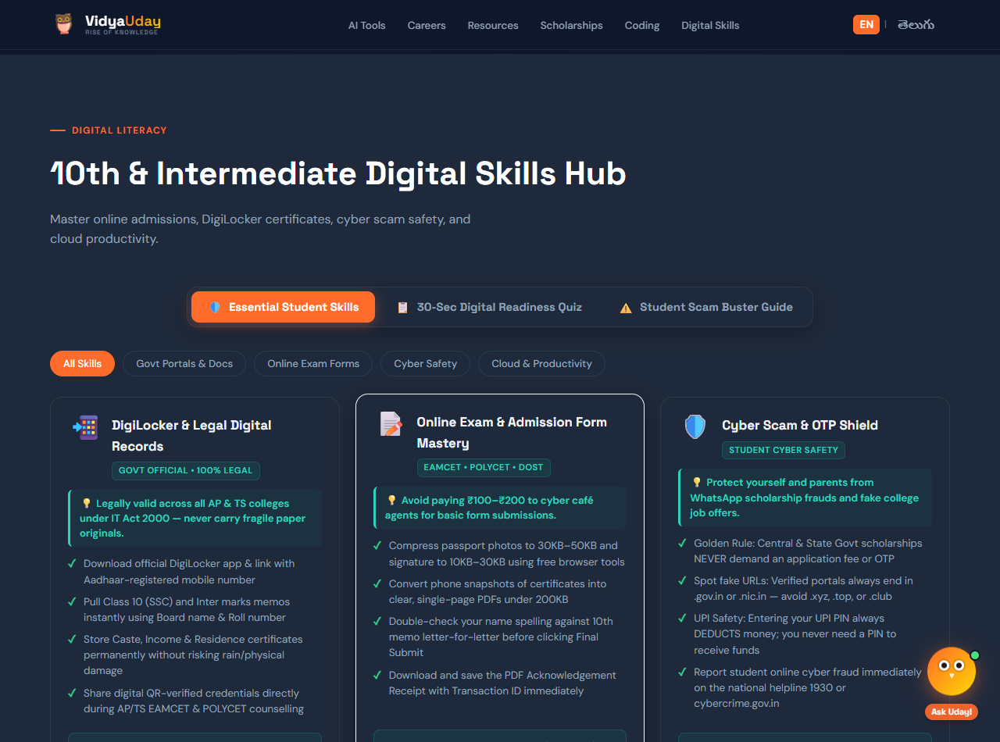 VidyaUday
RISE OF KNOWLEDGE
AI Tools
Careers
Resources
Scholarships
Coding
Digital Skills
EN | తెలుగు
DIGITAL LITERACY
10th & Intermediate Digital Skills Hub
Master online admissions, DigiLocker certificates, cyber scam safety, and
cloud productivity.
Essential Student Skills
30-Sec Digital Readiness Quiz
Student Scam Buster Guide
All Skills
Govt Portals & Docs
Online Exam Forms
Cyber Safety
Cloud & Productivity
DigiLocker & Legal Digital
Records
GOVT OFFICIAL • 100% LEGAL
Legally valid across all AP & TS colleges
under IT Act 2000 — never carry fragile paper
originals.
✓ Download official DigiLocker app & link with
Aadhaar-registered mobile number
✓ Pull Class 10 (SSC) and Inter marks memos
instantly using Board name & Roll number
✓ Store Caste, Income & Residence certificates
permanently without risking rain/physical
damage
✓ Share digital QR-verified credentials directly
during AP/TS EAMCET & POLYCET counselling
Online Exam & Admission Form
Mastery
EAMCET • POLYCET • DOST
Avoid paying ₹100–₹200 to cyber café
agents for basic form submissions.
✓ Compress passport photos to 30KB–50KB and
signature to 10KB–30KB using free browser tools
✓ Convert phone snapshots of certificates into
clear, single-page PDFs under 200KB
✓ Double-check your name spelling against 10th
memo letter-for-letter before clicking Final
Submit
✓ Download and save the PDF Acknowledgement
Receipt with Transaction ID immediately
Cyber Scam & OTP Shield
STUDENT CYBER SAFETY
Protect yourself and parents from
WhatsApp scholarship frauds and fake college
job offers.
✓ Golden Rule: Central & State Govt scholarships
NEVER demand an application fee or OTP
✓ Spot fake URLs: Verified portals always end in
.gov.in or .nic.in — avoid .xyz, .top, or .club
✓ UPI Safety: Entering your UPI PIN always
DEDUCTS money; you never need a PIN to
receive funds
✓ Report student online cyber fraud immediately
on the national helpline 1930 or
cybercrime.gov.in
Ask Uday!